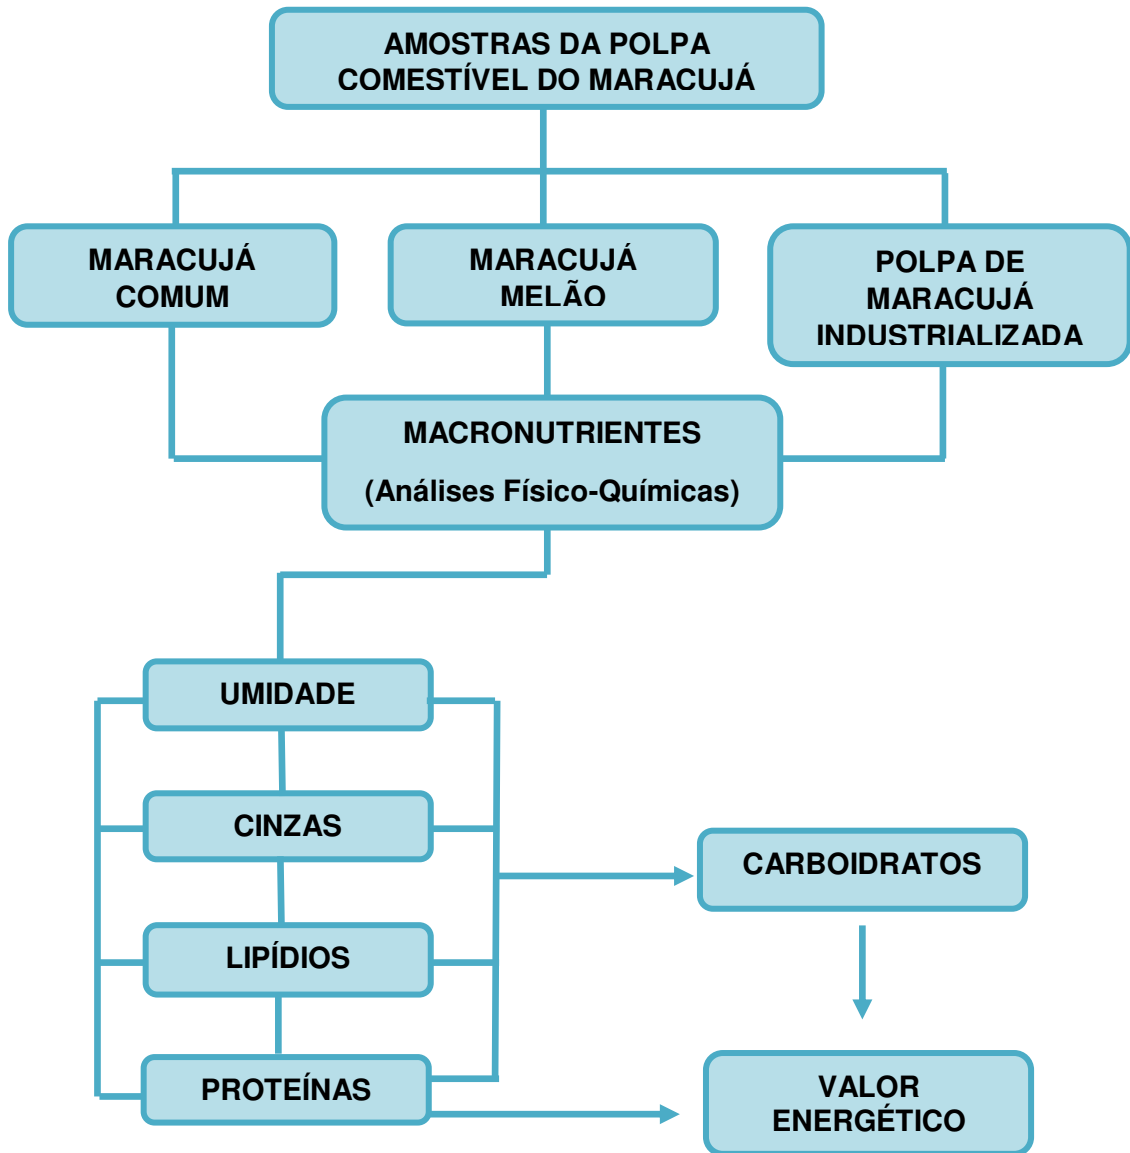 AMOSTRAS DA POLPA
COMESTÍVEL DO MARACUJÁ
MARACUJÁ
COMUM
MARACUJÁ
MELÃO
POLPA DE
MARACUJÁ
INDUSTRIALIZADA
MACRONUTRIENTES
(Análises Físico-Químicas)
UMIDADE
CINZAS
CARBOIDRATOS
LIPÍDIOS
PROTEÍNAS
VALOR
ENERGÉTICO